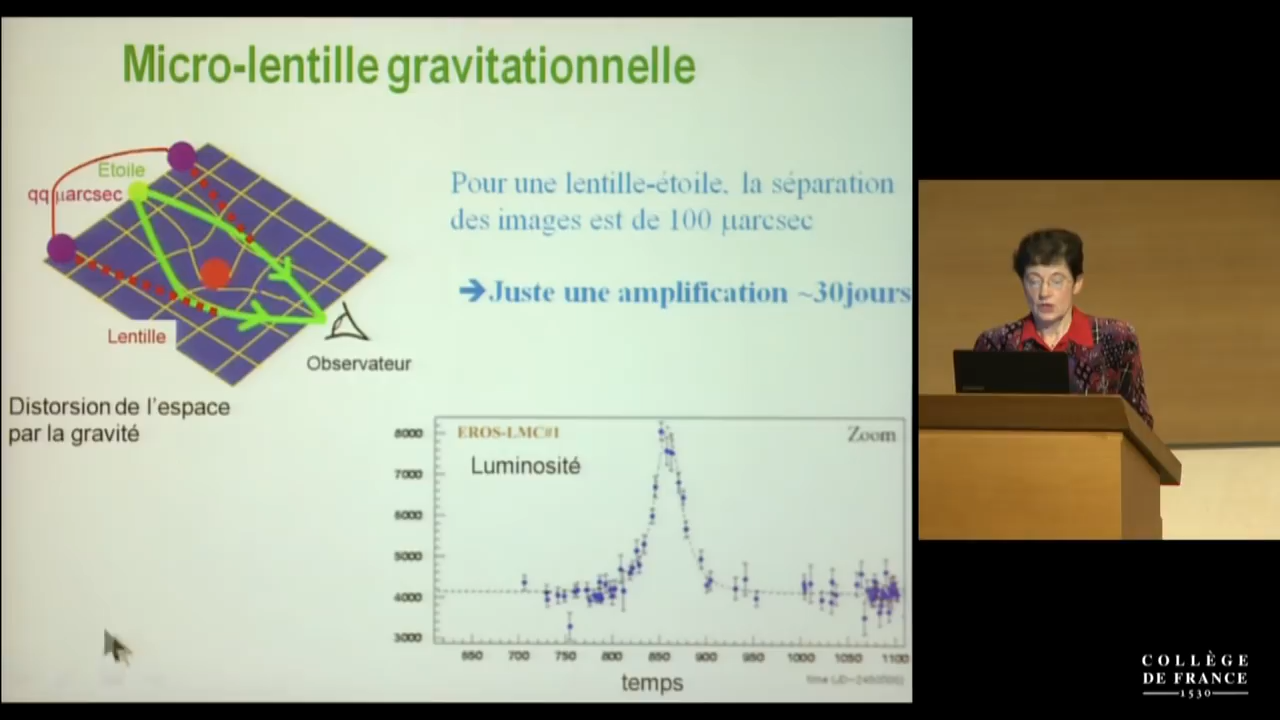 Micro-lentille gravitationnelle
Etoile
qq µarcsec
Lentille
Observateur
Distorsion de l'espace
par la gravité
Pour une lentille-étoile, la séparation
des images est de 100 µarcsec
➔Juste une amplification ~30jours
EROS-LMC#1
Zoom
Luminosité
8000
7000
6000
5000
4000
3000
650 700 750 800 850 900 950 1000 1050 1100
temps
COLLÈGE
DE FRANCE
1530